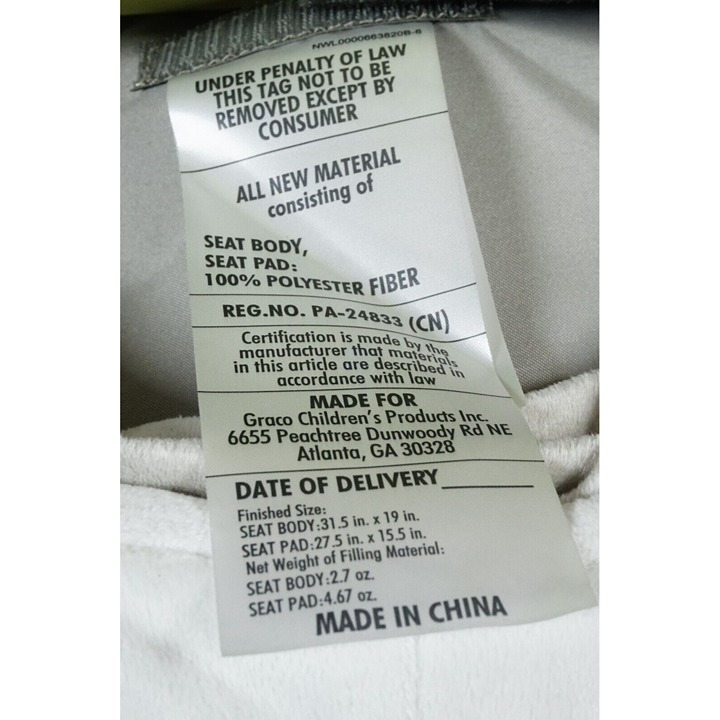 NWL0000663820B-6
UNDER PENALTY OF LAW
THIS TAG NOT TO BE
REMOVED EXCEPT BY
CONSUMER
ALL NEW MATERIAL
consisting of
SEAT BODY,
SEAT PAD:
100% POLYESTER FIBER
REG.NO. PA-24833 (CN)
Certification is made by the
manufacturer that materials
in this article are described in
accordance with law
MADE FOR
Graco Children's Products Inc.
6655 Peachtree Dunwoody Rd NE
Atlanta, GA 30328
DATE OF DELIVERY
Finished Size:
SEAT BODY:31.5 in. x 19 in.
SEAT PAD:27.5 in. x 15.5 in.
Net Weight of Filling Material:
SEAT BODY:2.7 oz.
SEAT PAD:4.67 oz.
MADE IN CHINA